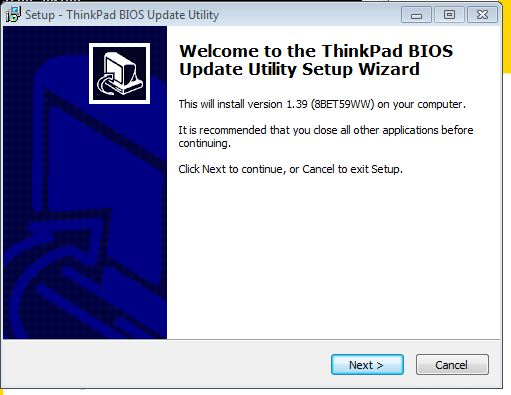 Setup - ThinkPad BIOS Update Utility
Welcome to the ThinkPad BIOS
Update Utility Setup Wizard
This will install version 1.39 (8BET59WW) on your computer.
It is recommended that you close all other applications before
continuing.
Click Next to continue, or Cancel to exit Setup.
Next >
Cancel